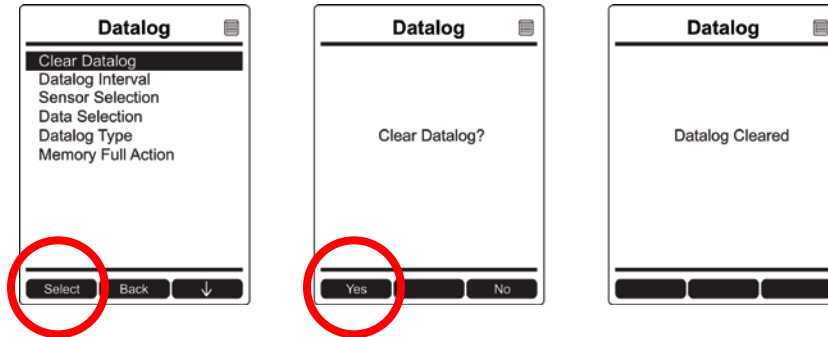 Datalog
Clear Datalog
Datalog Interval
Sensor Selection
Data Selection
Datalog Type
Memory Full Action
Select Back ↓
Datalog
Clear Datalog?
Yes No
Datalog
Datalog Cleared